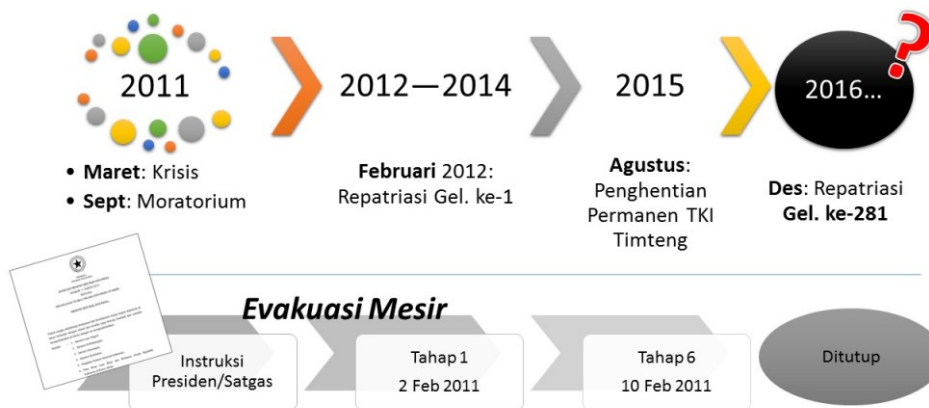 2011
2012—2014
2015
2016...
?
• Maret: Krisis
• Sept: Moratorium
Februari 2012:
Repatriasi Gel. ke-1
Agustus:
Penghentian
Permanen TKI
Timteng
Des: Repatriasi
Gel. ke-281
Evakuasi Mesir
Instruksi
Presiden/Satgas
Tahap 1
2 Feb 2011
Tahap 6
10 Feb 2011
Ditutup